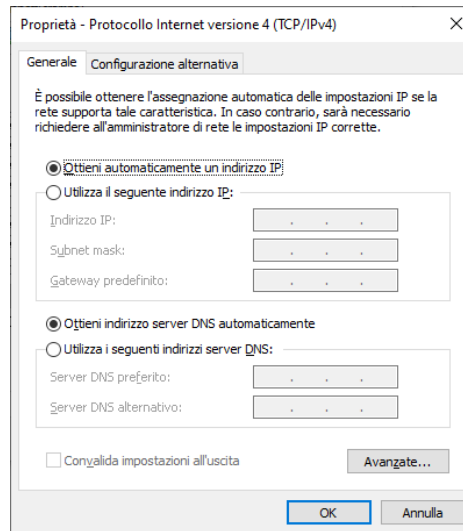 Proprietà - Protocollo Internet versione 4 (TCP/IPv4)
Generale
Configurazione alternativa
È possibile ottenere l'assegnazione automatica delle impostazioni IP se la
rete supporta tale caratteristica. In caso contrario, sarà necessario
richiedere all'amministratore di rete le impostazioni IP corrette.
Ottieni automaticamente un indirizzo IP
Utilizza il seguente indirizzo IP:
Indirizzo IP:
Subnet mask:
Gateway predefinito:
Ottieni indirizzo server DNS automaticamente
Utilizza i seguenti indirizzi server DNS:
Server DNS preferito:
Server DNS alternativo:
Convalida impostazioni all'uscita
Avanzate...
OK
Annulla